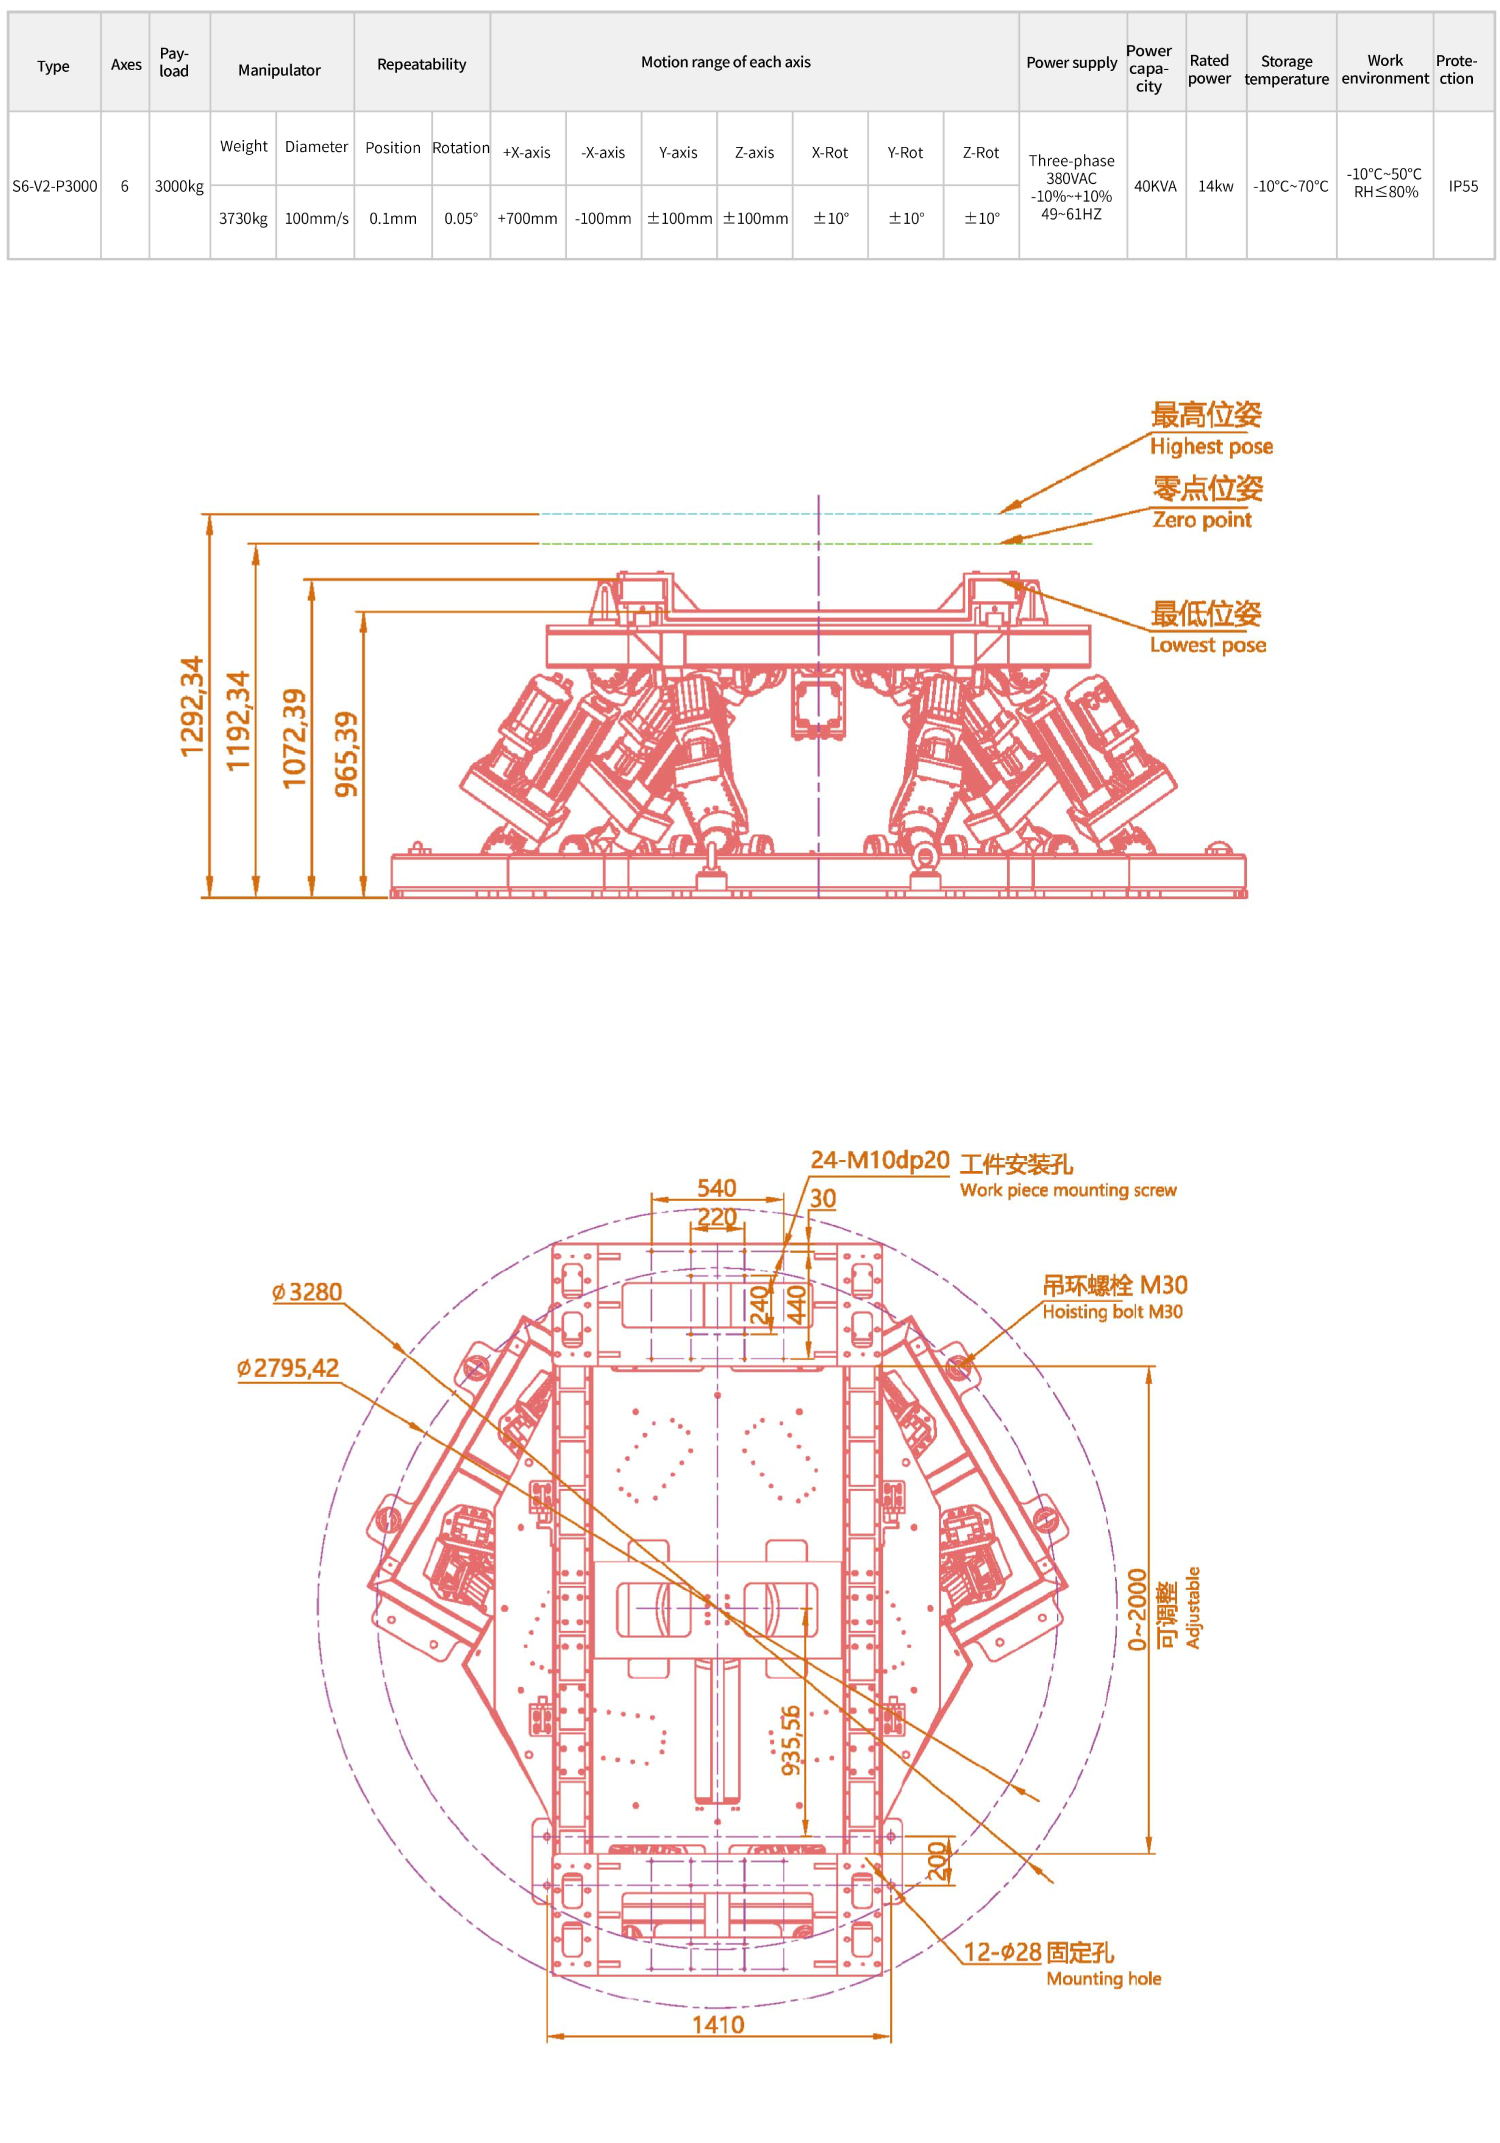 Type
Axes
Pay-
load
Manipulator
Repeatability
Motion range of each axis
Power supply
Power
capa-
city
Rated
power
Storage
temperature
Work
environment
Prote-
ction
S6-V2-P3000
6
3000kg
Weight
Diameter
Position
Rotation
+X-axis
-X-axis
Y-axis
Z-axis
X-Rot
Y-Rot
Z-Rot
3730kg
100mm/s
0.1mm
0.05°
+700mm
-100mm
±100mm
±100mm
±10°
±10°
±10°
Three-phase
380VAC
-10%~+10%
49~61HZ
40KVA
14kw
-10°C~70°C
-10°C~50°C
RH≤80%
IP55
最高位姿
Highest pose
零点位姿
Zero point
最低位姿
Lowest pose
1292,34
1192,34
1072,39
965,39
24-M10dp20 工件安装孔
Work piece mounting screw
540
30
220
240
440
吊环螺栓 M30
Hoisting bolt M30
ϕ3280
ϕ2795,42
0~2000
可调整
Adjustable
935,56
200
12-ϕ28 固定孔
Mounting hole
1410